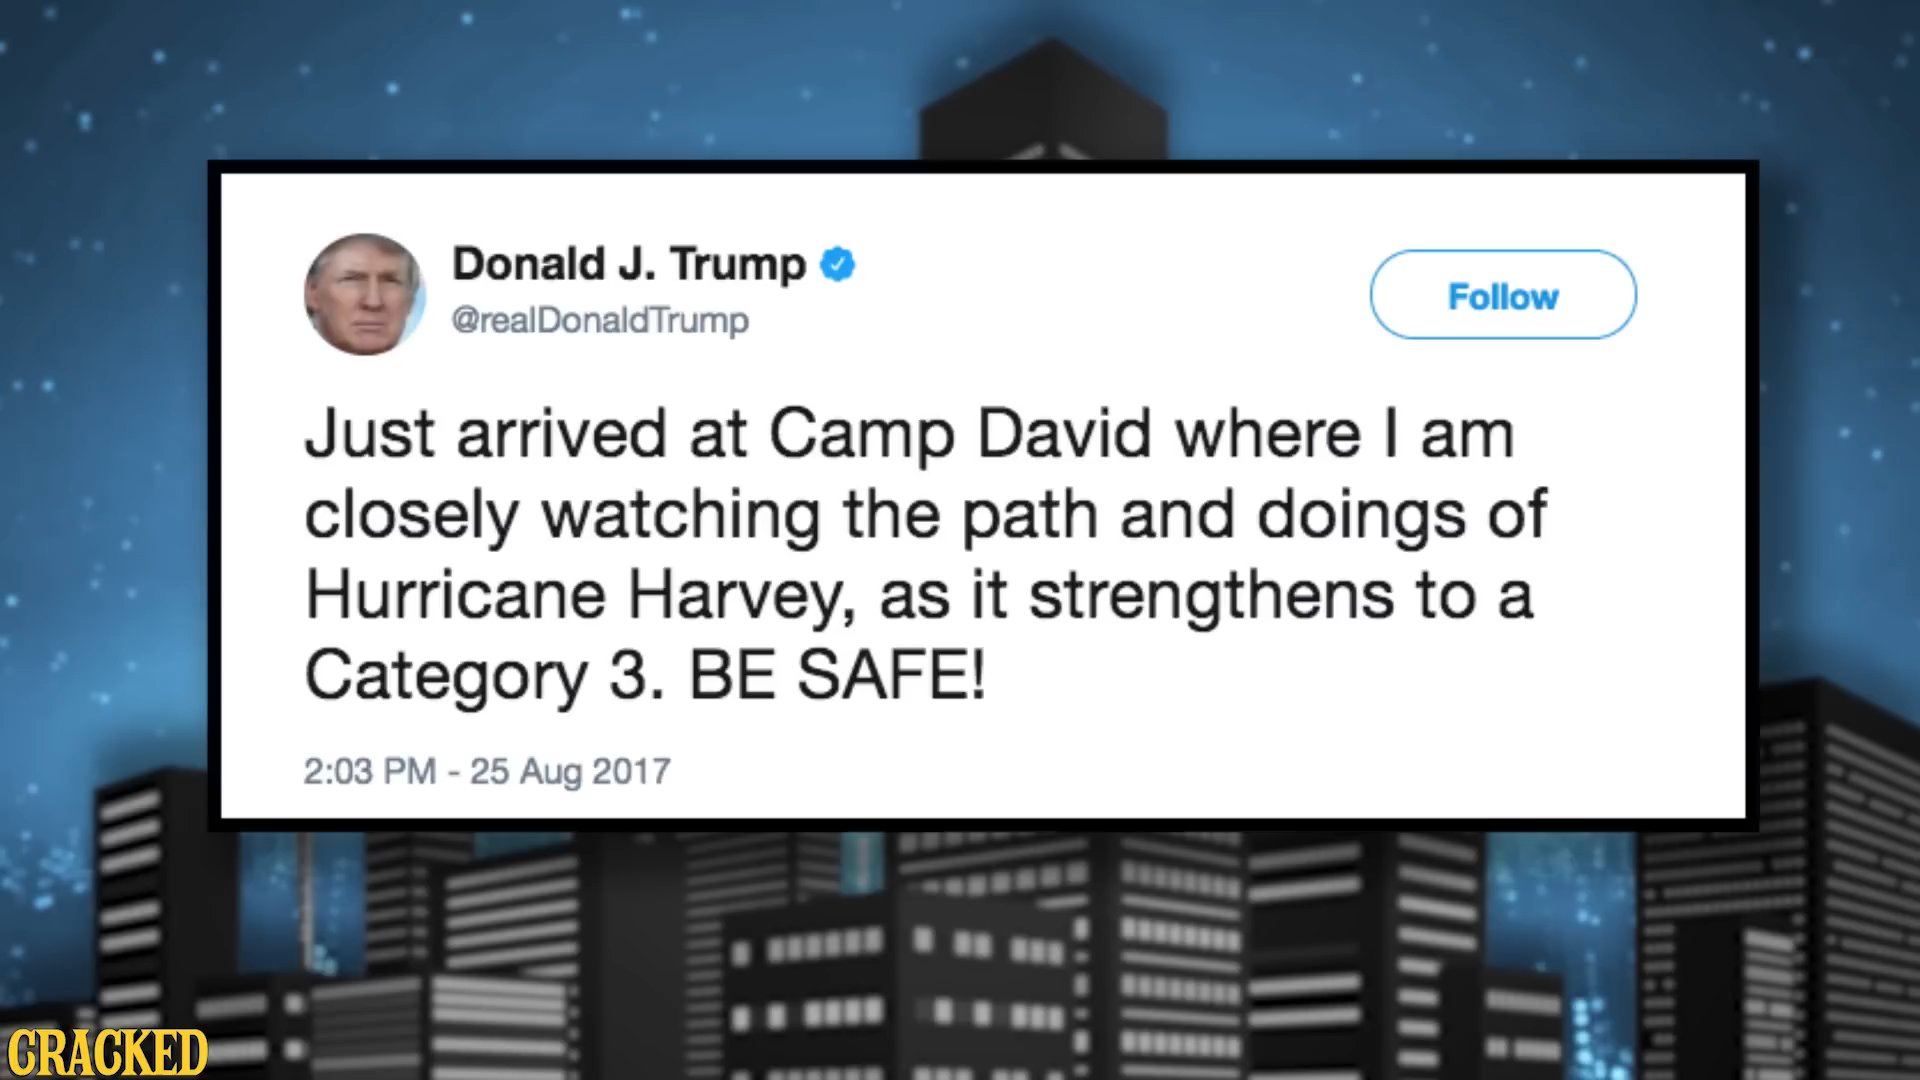 Donald J. Trump
@realDonaldTrump
Follow
Just arrived at Camp David where I am
closely watching the path and doings of
Hurricane Harvey, as it strengthens to a
Category 3. BE SAFE!
2:03 PM - 25 Aug 2017
CRACKED